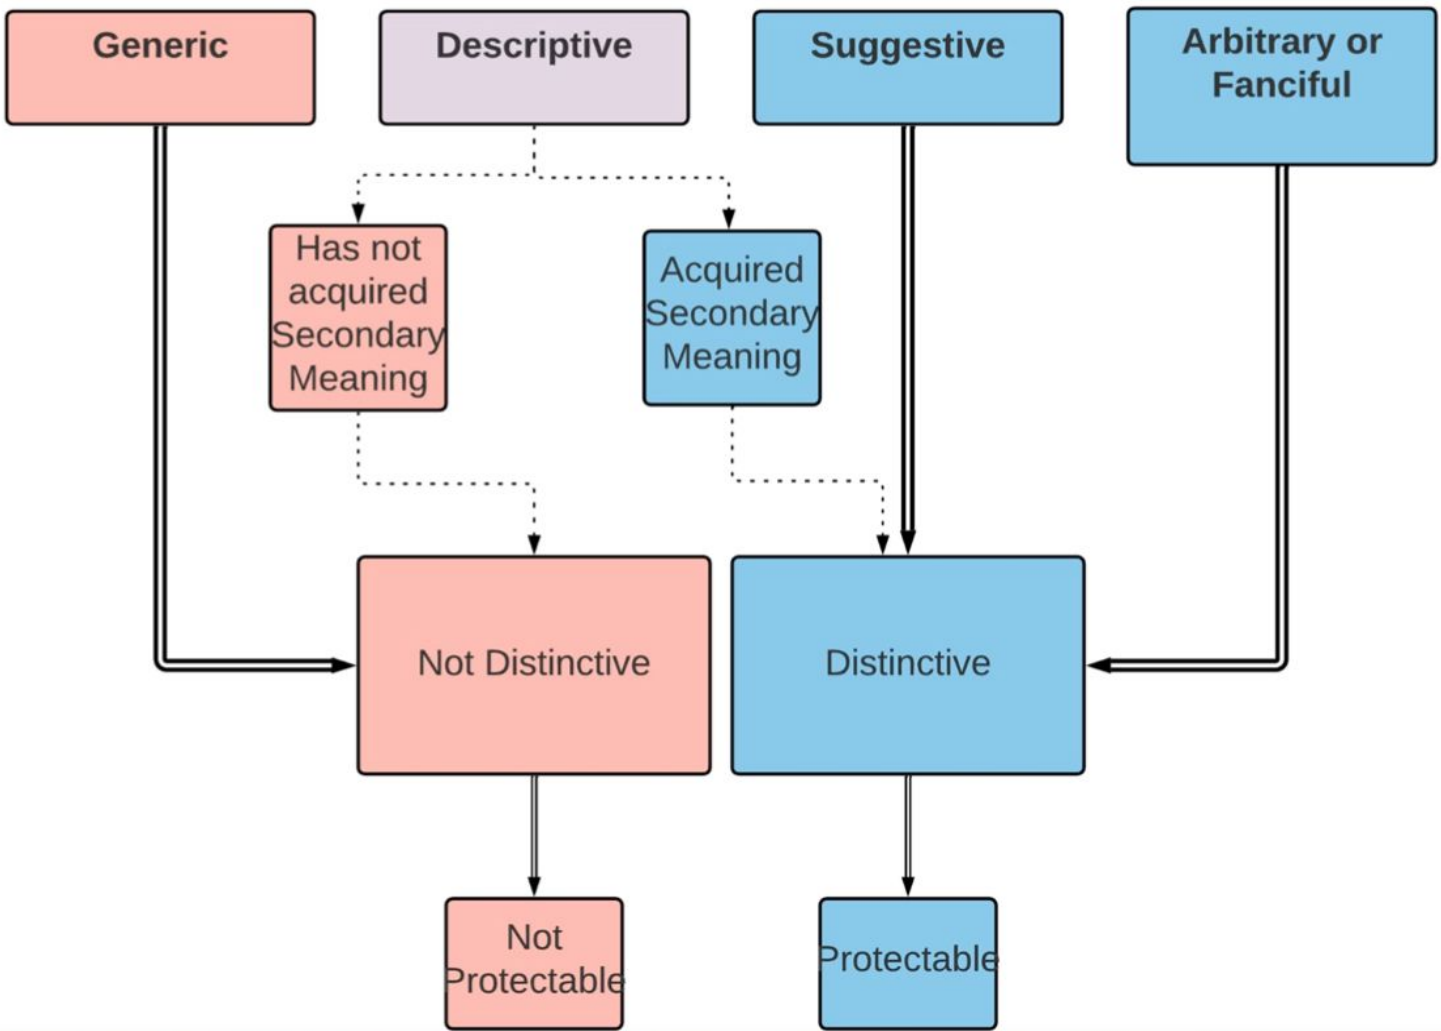 Generic
Descriptive
Suggestive
Arbitrary or
Fanciful
Has not
acquired
Secondary
Meaning
Acquired
Secondary
Meaning
Not Distinctive
Distinctive
Not
Protectable
Protectable